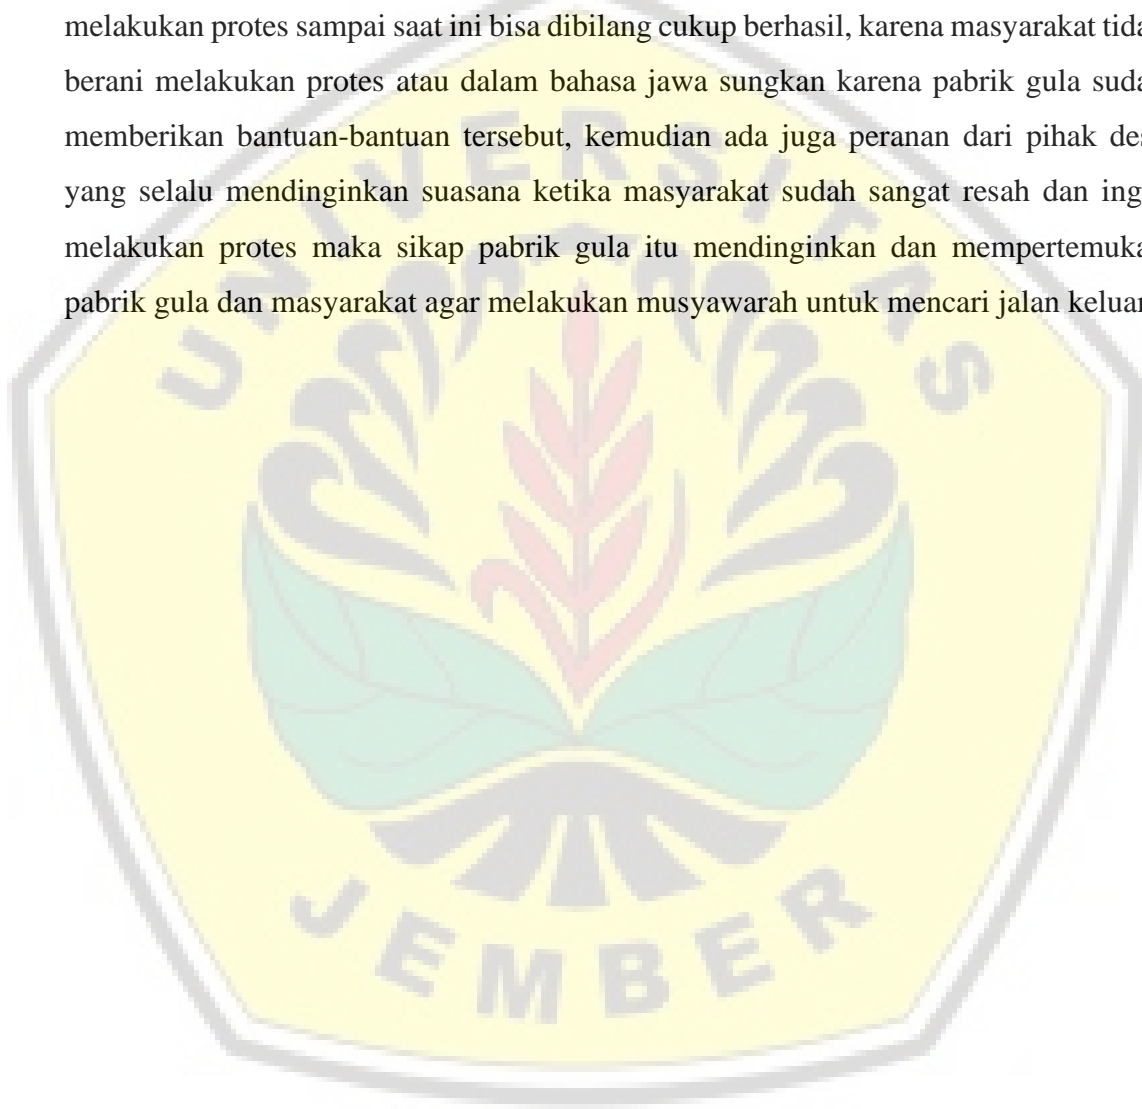 melakukan protes sampai saat ini bisa dibilang cukup berhasil, karena masyarakat tida
berani melakukan protes atau dalam bahasa jawa sungkan karena pabrik gula suda
memberikan bantuan-bantuan tersebut, kemudian ada juga peranan dari pihak des
yang selalu mendinginkan suasana ketika masyarakat sudah sangat resah dan ing
melakukan protes maka sikap pabrik gula itu mendinginkan dan mempertemuka
pabrik gula dan masyarakat agar melakukan musyawarah untuk mencari jalan keluar
UNIVERSITAS
JEMBER